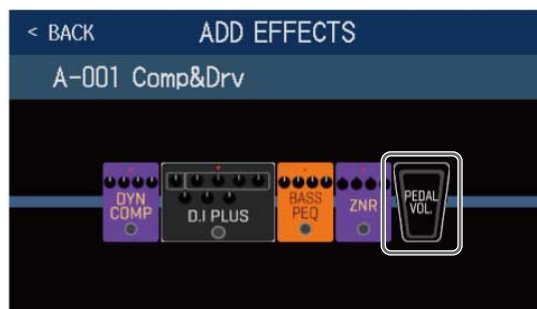 < BACK ADD EFFECTS
A-001 Comp&Drv
DYN
COMP
D.I PLUS
BASS
PEQ
ZNR
PEDAL
VOL.